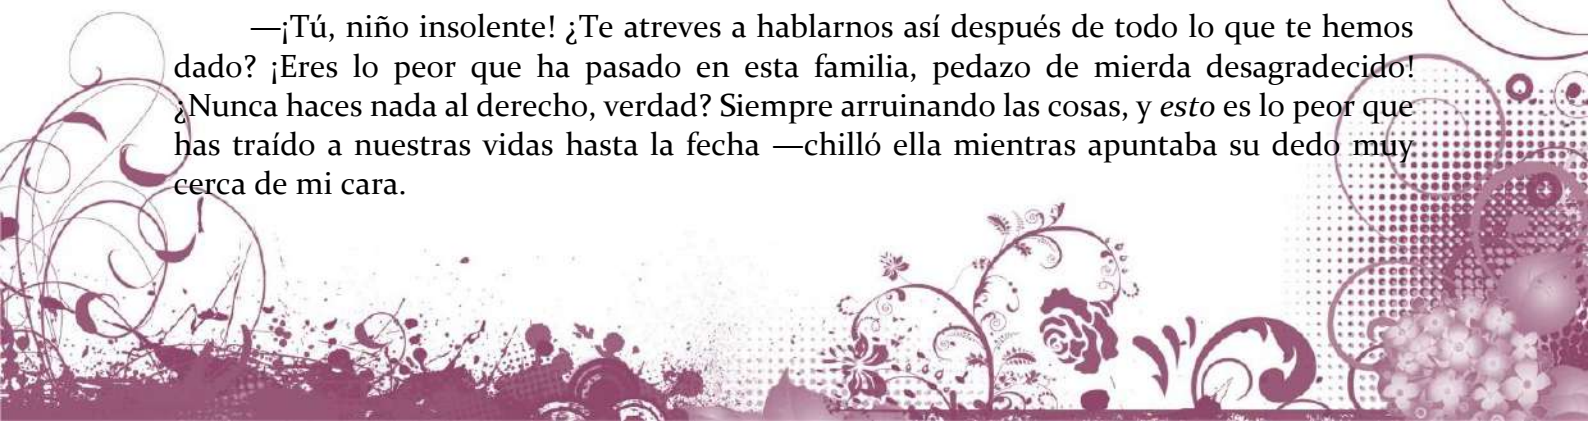 —¡Tú, niño insolente! ¿Te atreves a hablarnos así después de todo lo que te hemos
dado? ¡Eres lo peor que ha pasado en esta familia, pedazo de mierda desagradecido!
¿Nunca haces nada al derecho, verdad? Siempre arruinando las cosas, y esto es lo peor que
has traído a nuestras vidas hasta la fecha —chilló ella mientras apuntaba su dedo muy
cerca de mi cara.